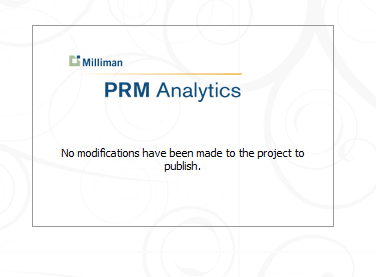 Milliman
PRM Analytics
No modifications have been made to the project to
publish.